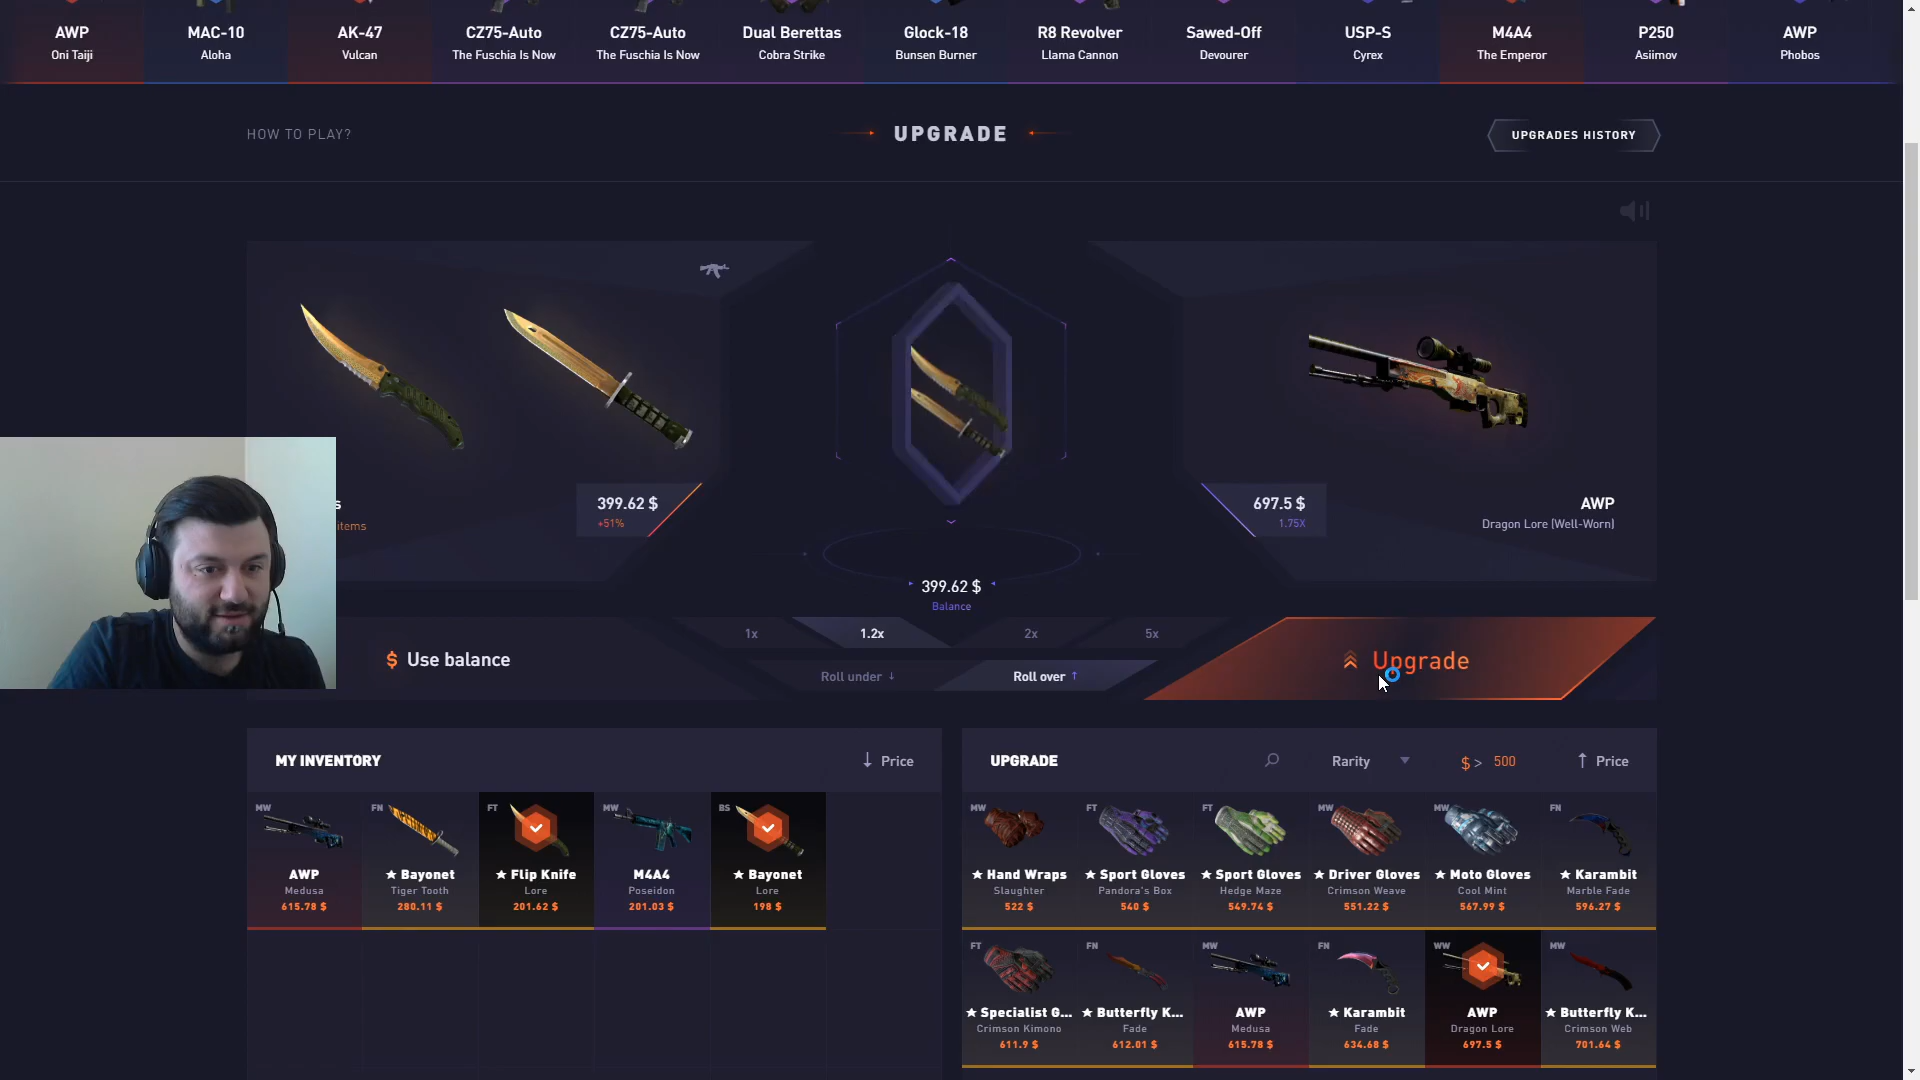 AWP
Oni Taiji
MAC-10
Aloha
AK-47
Vulcan
CZ75-Auto
The Fuschia Is Now
CZ75-Auto
The Fuschia Is Now
Dual Berettas
Cobra Strike
Glock-18
Bunsen Burner
R8 Revolver
Llama Cannon
Sawed-Off
Devourer
USP-S
Cyrex
M4A4
The Emperor
P250
Asiimov
AWP
Phobos
HOW TO PLAY?
UPGRADE
UPGRADES HISTORY
s
items
399.62 $
+51%
697.5 $
1.75X
AWP
Dragon Lore (Well-Worn)
399.62 $
Balance
$ Use balance
1x
1.2x
2x
5x
Roll under ↓
Roll over ↑
Upgrade
MY INVENTORY
↓ Price
MW
AWP
Medusa
615.78 $
FN
★ Bayonet
Tiger Tooth
280.11 $
FT
★ Flip Knife
Lore
201.62 $
MW
M4A4
Poseidon
201.03 $
BS
★ Bayonet
Lore
198 $
UPGRADE
Rarity
$ > 500
↑ Price
MW
★ Hand Wraps
Slaughter
522 $
FT
★ Sport Gloves
Pandora's Box
540 $
FT
★ Sport Gloves
Hedge Maze
549.74 $
MW
★ Driver Gloves
Crimson Weave
551.22 $
MW
★ Moto Gloves
Cool Mint
567.99 $
FN
★ Karambit
Marble Fade
596.27 $
FT
★ Specialist G...
Crimson Kimono
611.9 $
FN
★ Butterfly K...
Fade
612.01 $
MW
AWP
Medusa
615.78 $
FN
★ Karambit
Fade
634.68 $
WW
AWP
Dragon Lore
697.5 $
MW
★ Butterfly K...
Crimson Web
701.64 $